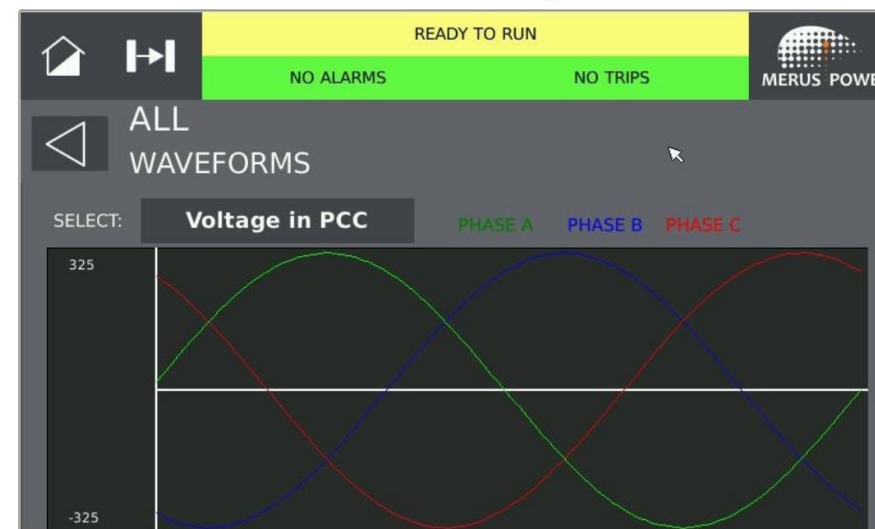 READY TO RUN
NO ALARMS NO TRIPS
MERUS POWE
ALL
WAVEFORMS
SELECT: Voltage in PCC PHASE A PHASE B PHASE C
325
-325